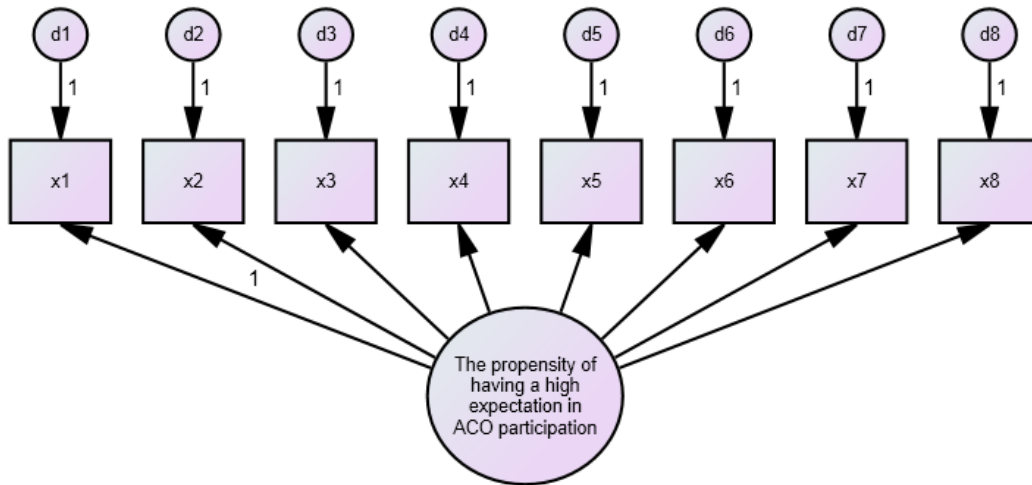 d1 d2 d3 d4 d5 d6 d7 d8
1 1 1 1 1 1 1 1
x1 x2 x3 x4 x5 x6 x7 x8
1
The propensity of
having a high
expectation in
ACO participation